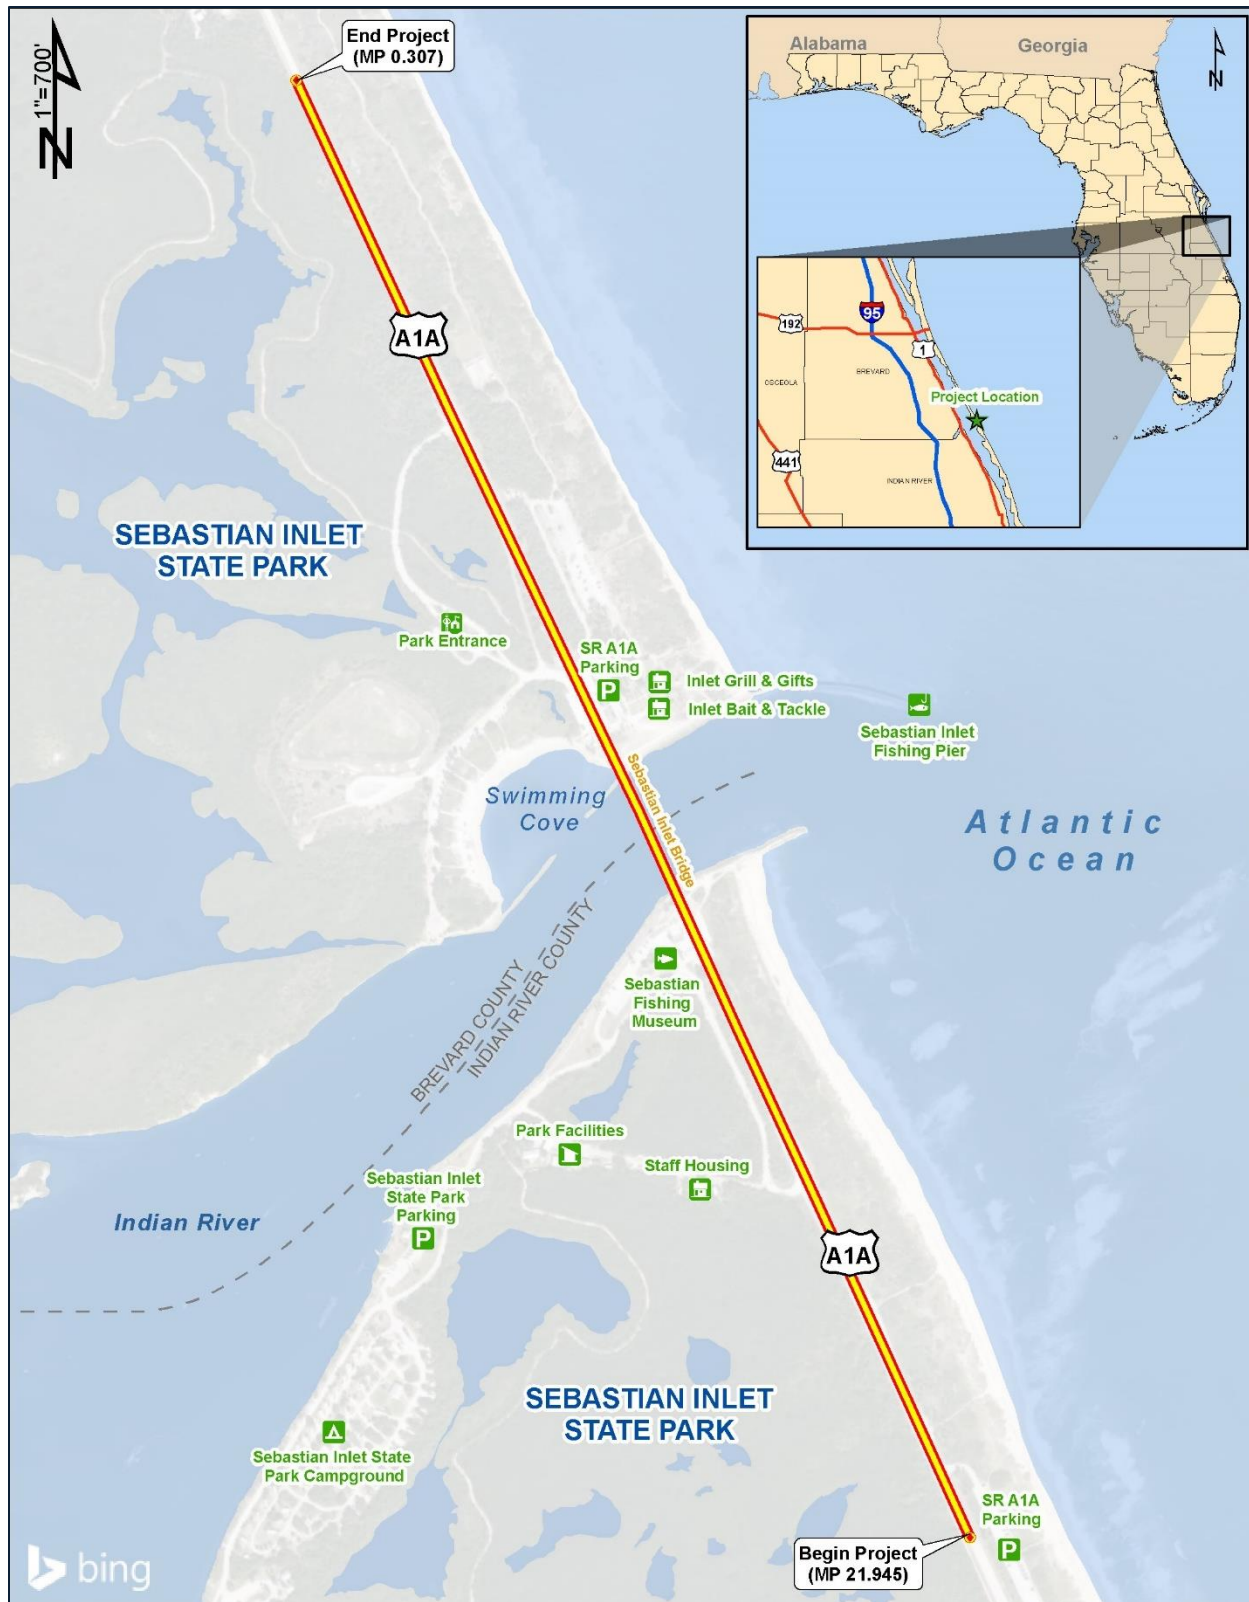 End Project
(MP 0.307)
1"=700'
N
Alabama
Georgia
N
95
192
1
BREVARD
OSCEOLA
Project Location
441
INDIAN RIVER
A1A
SEBASTIAN INLET
STATE PARK
Park Entrance
SR A1A
Parking
P
Inlet Grill & Gifts
Inlet Bait & Tackle
Sebastian Inlet
Fishing Pier
Sebastian Inlet Bridge
Swimming
Cove
Atlantic
Ocean
BREVARD COUNTY
INDIAN RIVER COUNTY
Sebastian
Fishing
Museum
Park Facilities
Staff Housing
Sebastian Inlet
State Park
Parking
P
Indian River
A1A
SEBASTIAN INLET
STATE PARK
Sebastian Inlet State
Park Campground
SR A1A
Parking
P
Begin Project
(MP 21.945)
bing